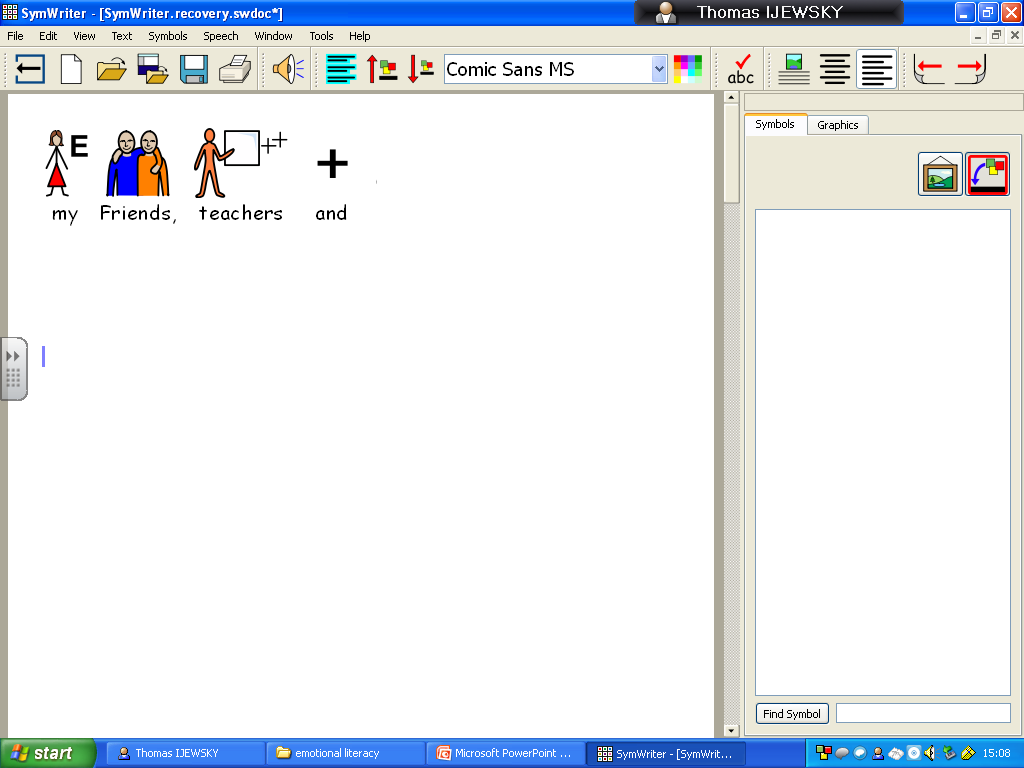 SymWriter - [SymWriter.recovery.swdoc*]
Thomas IJEWSKY
File Edit View Text Symbols Speech Window Tools Help
Comic Sans MS
abc
Symbols Graphics
E
my Friends, teachers and
Find Symbol
start
Thomas IJEWSKY
emotional literacy
Microsoft PowerPoint ...
SymWriter - [SymWrit...
15:08